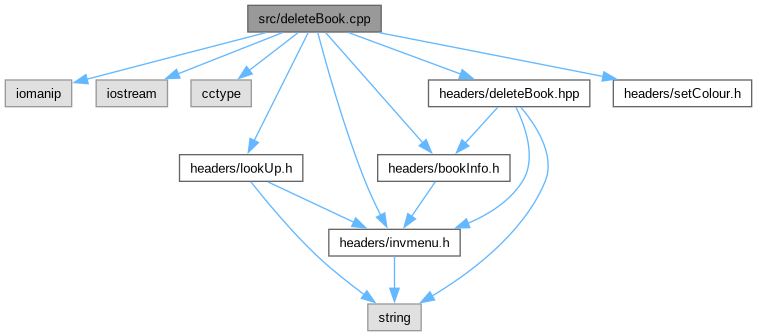 src/deleteBook.cpp
iomanip
iostream
cctype
headers/deleteBook.hpp
headers/setColour.h
headers/lookUp.h
headers/bookInfo.h
headers/invmenu.h
string